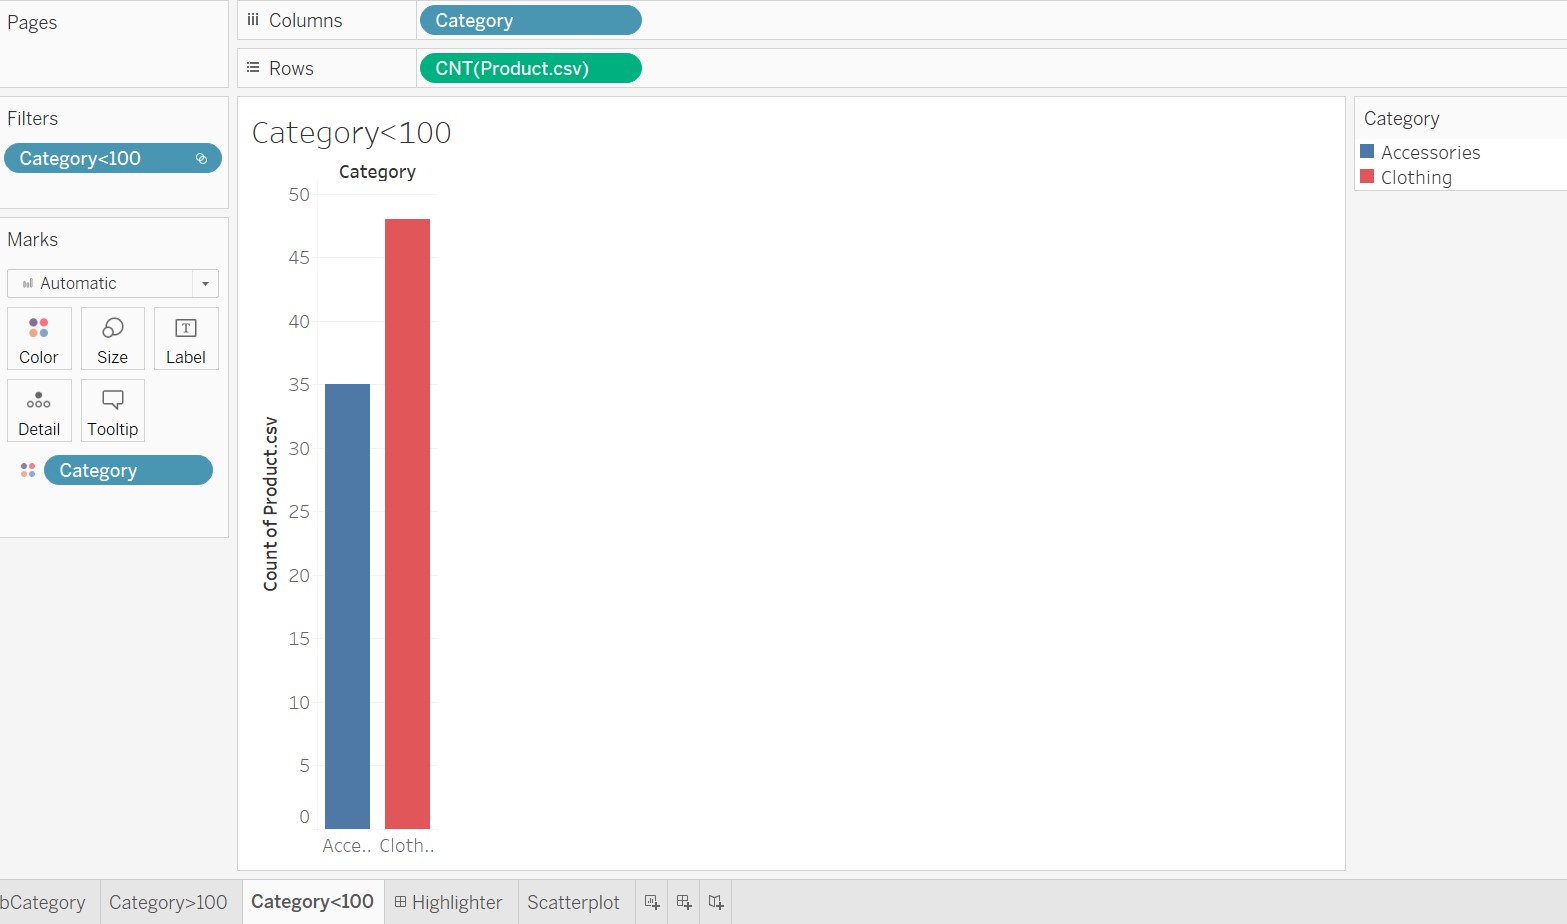 Pages
Columns
Category
Rows
CNT(Product.csv)
Filters
Category<100
Marks
Automatic
Color
Size
Label
Detail
Tooltip
Category
Category<100
Category
50
45
40
35
30
25
20
15
10
5
0
Count of Product.csv
Acce.. Cloth..
Category
Accessories
Clothing
bCategory Category>100 Category<100 Highlighter Scatterplot